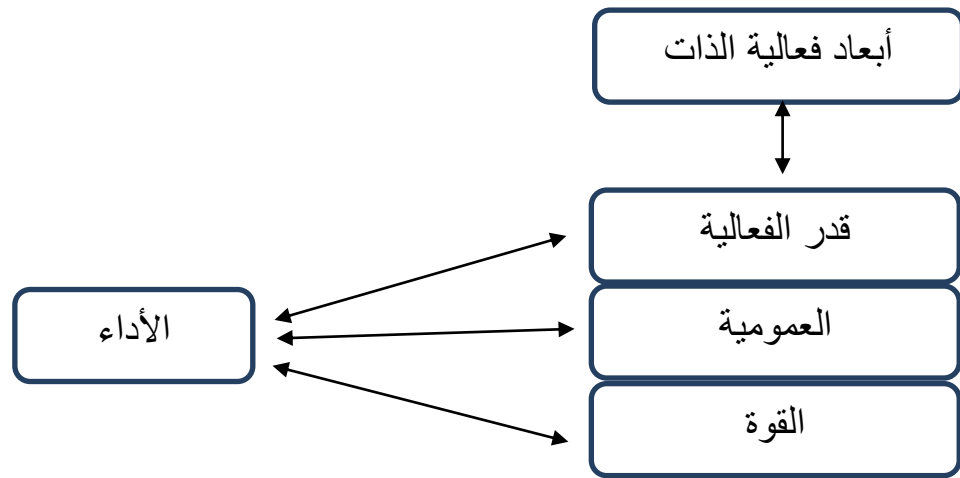 أبعاد فعالية الذات
قدر الفعالية
العمومية
الأداء
القوة